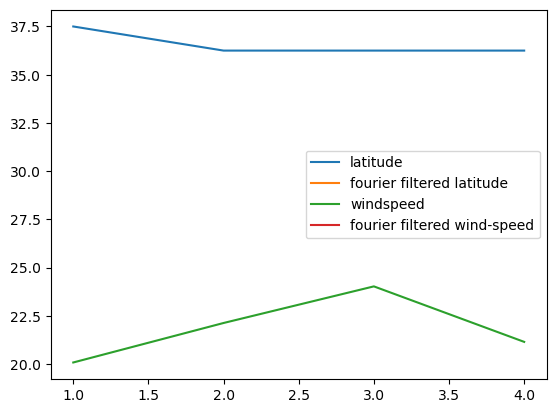 37.5
35.0
32.5
30.0
27.5
25.0
22.5
20.0
latitude
fourier filtered latitude
windspeed
fourier filtered wind-speed
1.0 1.5 2.0 2.5 3.0 3.5 4.0